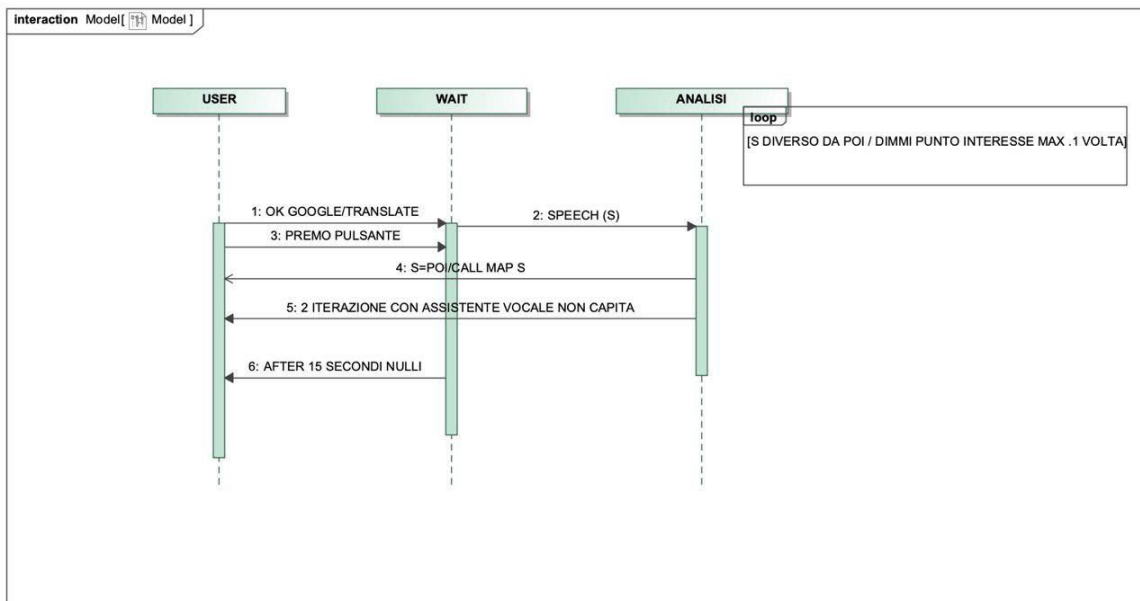 interaction Model[ Model ]
USER
WAIT
ANALISI
loop
[S DIVERSO DA POI / DIMMI PUNTO INTERESSE MAX .1 VOLTA]
1: OK GOOGLE/TRANSLATE
2: SPEECH (S)
3: PREMO PULSANTE
4: S=POI/CALL MAP S
5: 2 ITERAZIONE CON ASSISTENTE VOCALE NON CAPITA
6: AFTER 15 SECONDI NULLI